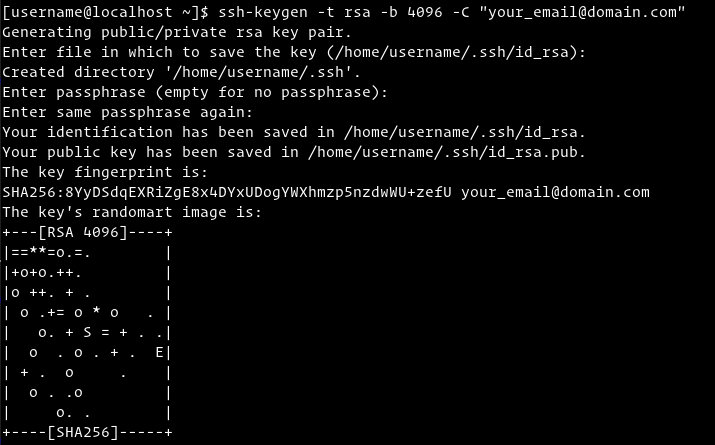 [username@localhost ~]$ ssh-keygen -t rsa -b 4096 -C "your_email@domain.com"
Generating public/private rsa key pair.
Enter file in which to save the key (/home/username/.ssh/id_rsa):
Created directory '/home/username/.ssh'.
Enter passphrase (empty for no passphrase):
Enter same passphrase again:
Your identification has been saved in /home/username/.ssh/id_rsa.
Your public key has been saved in /home/username/.ssh/id_rsa.pub.
The key fingerprint is:
SHA256:8YyDSdqEXRiZgE8x4DYxUDogYWXhmzp5nzdwWU+zefU your_email@domain.com
The key's randomart image is:
+---[RSA 4096]----+
|==**=o.=.        |
|+o+o.++.         |
|o ++. + .        |
| o .+= o * o   . |
|   o. + S = + . .|
|  o  . o . + .  E|
| + .  o     .    |
|  o . .o         |
|     o. .        |
+----[SHA256]-----+